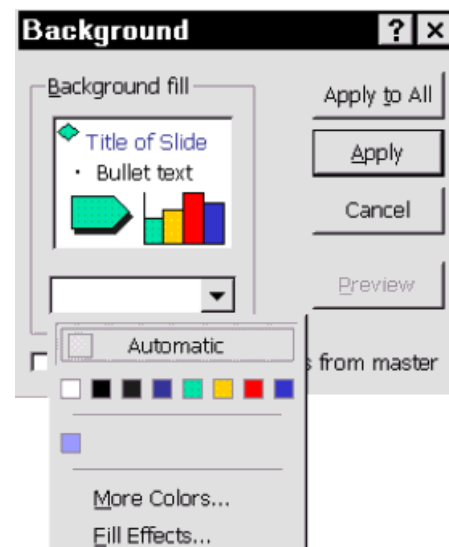 Background ? ×
Background fill
Title of Slide
• Bullet text
Apply to All
Apply
Cancel
Preview
Automatic
from master
More Colors...
Fill Effects...